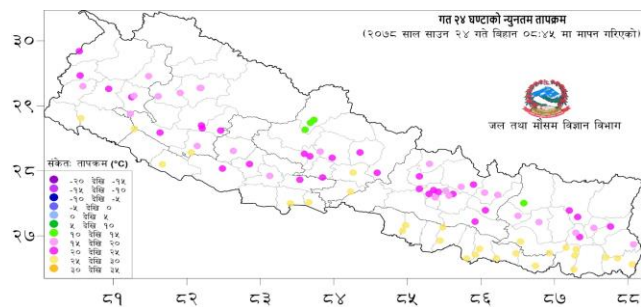 गत २४ घण्टाको न्युनतम तापक्रम
(२०७८ साल साउन २४ गते विहान ०८:४५ मा मापन गरिएको)
जल तथा मौसम विज्ञान विभाग
३०
२९
२८
२७
संकेतः तापक्रम (°C)
-२० देखि -१५
-१५ देखि -१०
-१० देखि -५
-५ देखि ०
० देखि ५
५ देखि १०
१० देखि १५
१५ देखि २०
२० देखि २५
२५ देखि ३०
३० देखि ३५
८१ ८२ ८३ ८४ ८५ ८६ ८७ ८८